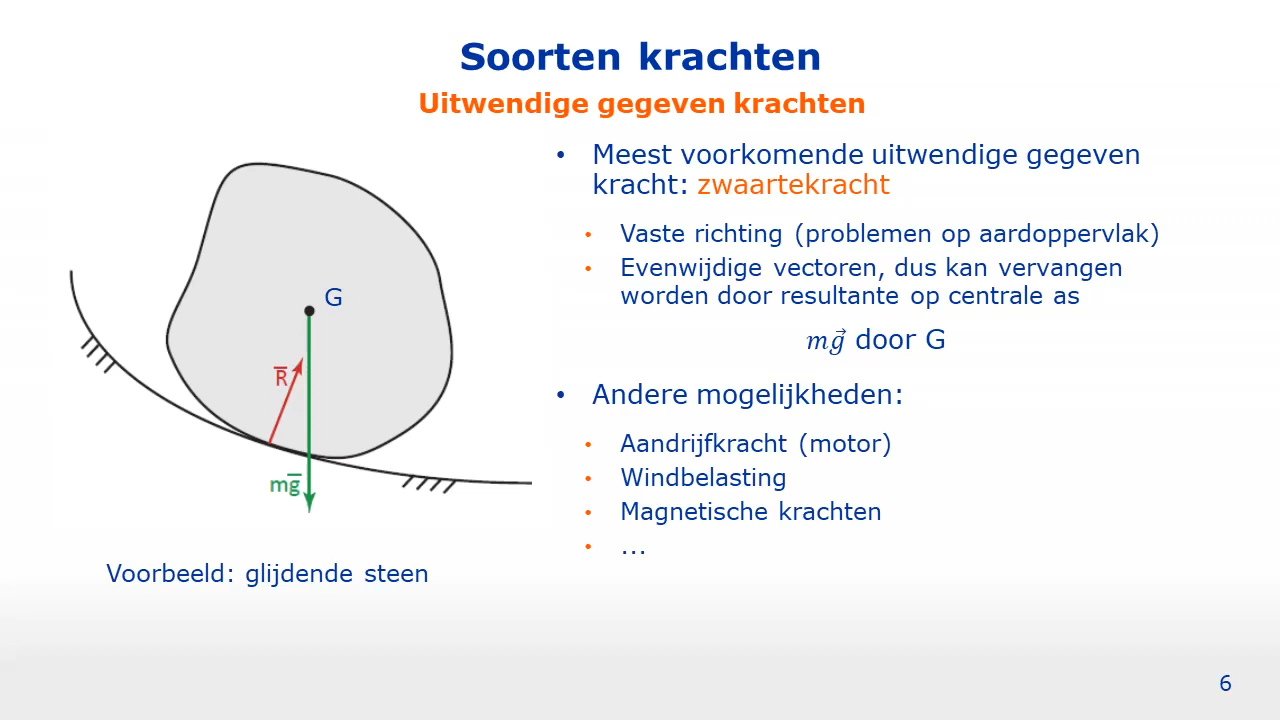 Soorten krachten
Uitwendige gegeven krachten
• Meest voorkomende uitwendige gegeven
kracht: zwaartekracht
• Vaste richting (problemen op aardoppervlak)
• Evenwijdige vectoren, dus kan vervangen
worden door resultante op centrale as
m𝑔⃗ door G
• Andere mogelijkheden:
• Aandrijfkracht (motor)
• Windbelasting
• Magnetische krachten
• ...
G
R̅
mg̅
Voorbeeld: glijdende steen
6